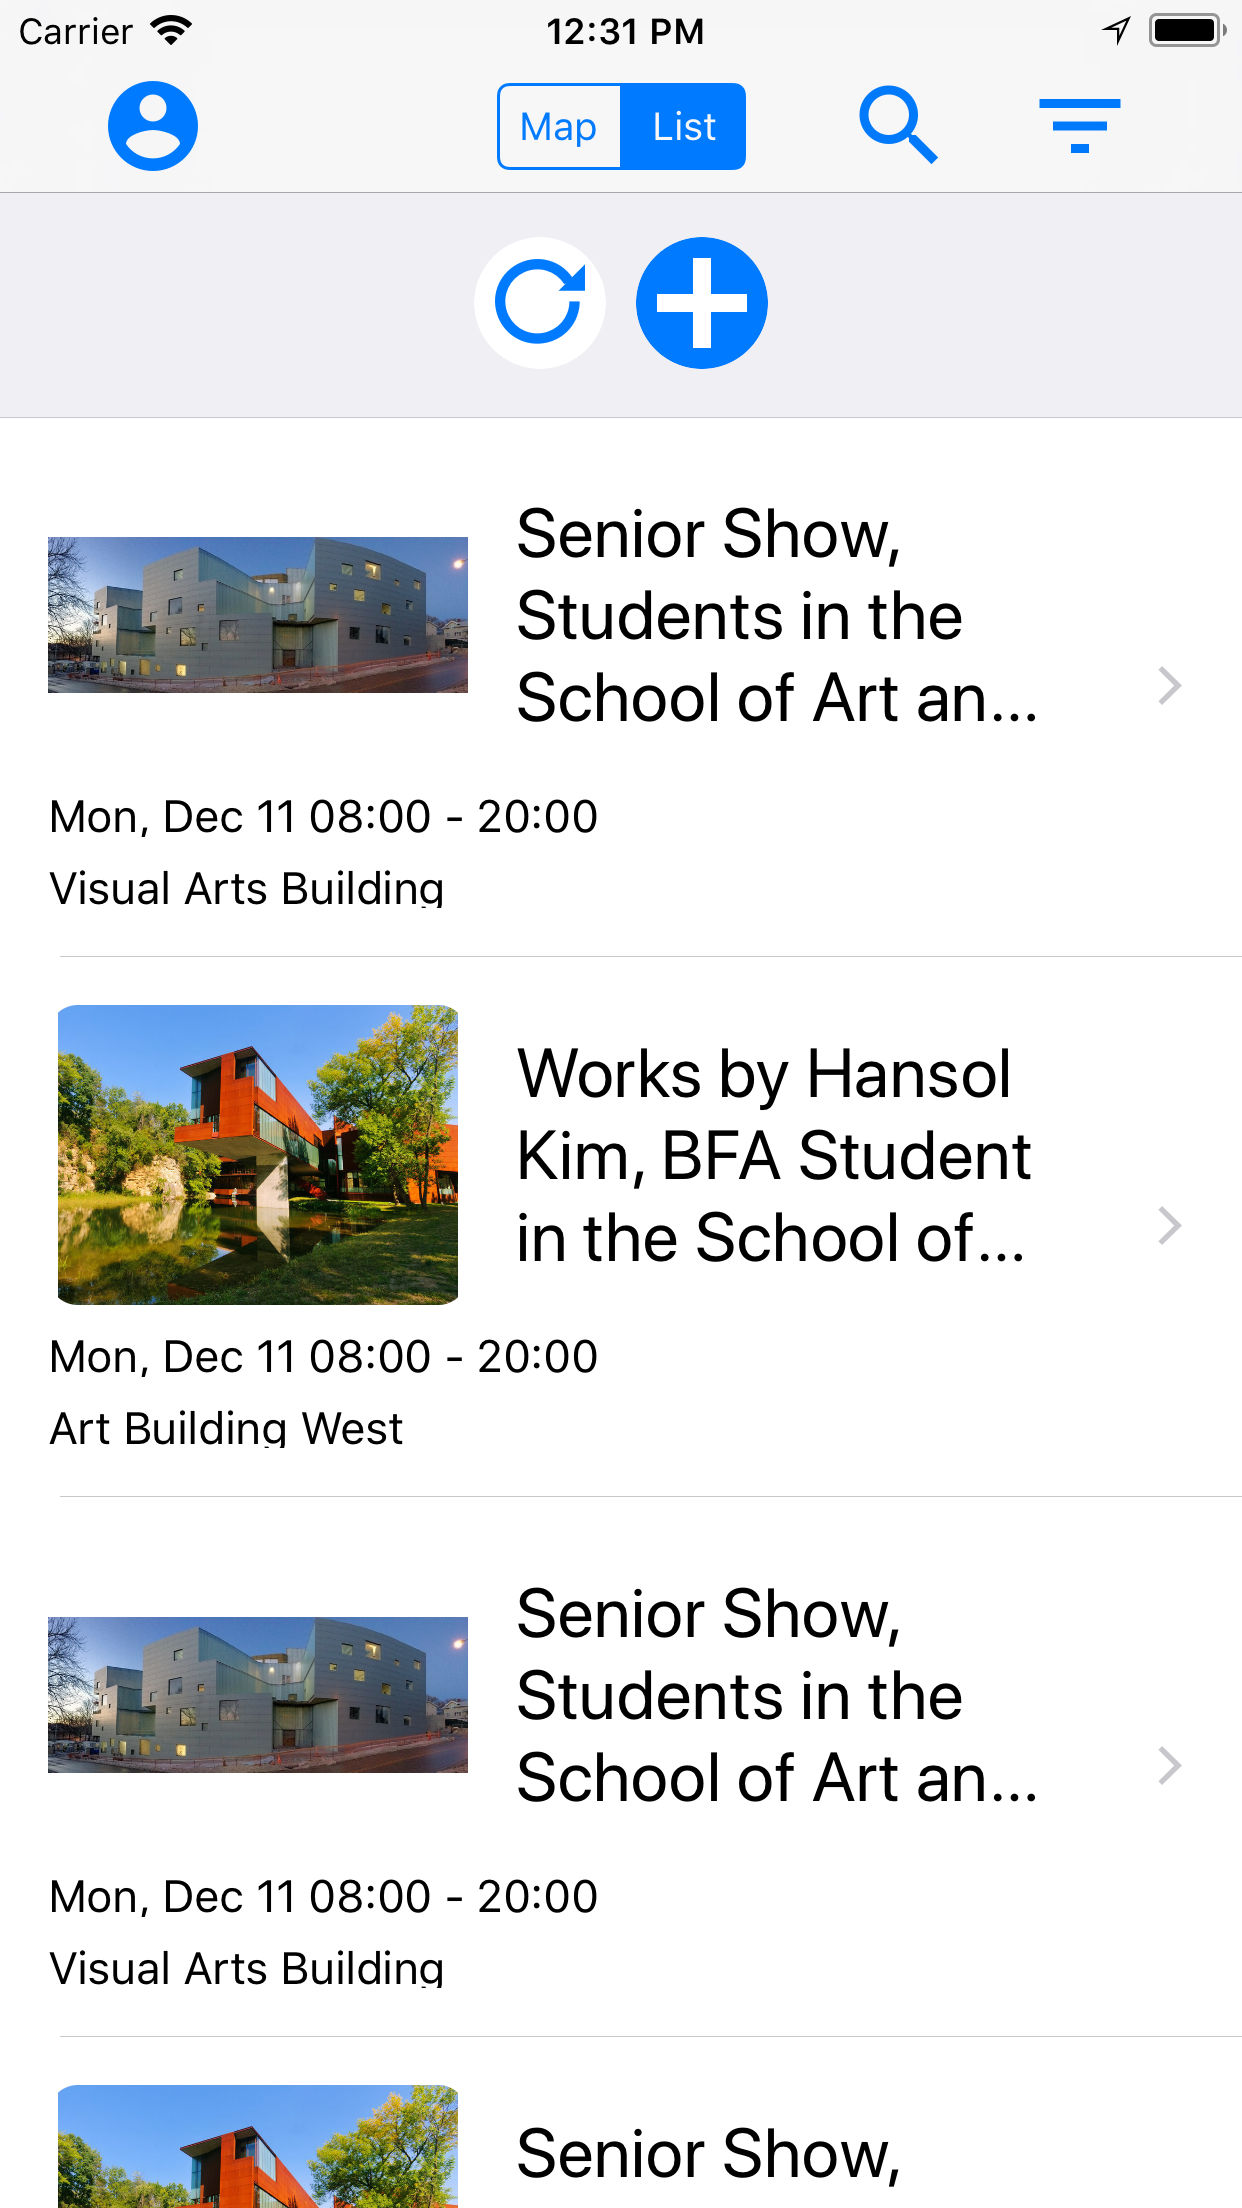 Carrier 12:31 PM
Map List
Senior Show,
Students in the
School of Art an...
Mon, Dec 11 08:00 - 20:00
Visual Arts Building
Works by Hansol
Kim, BFA Student
in the School of...
Mon, Dec 11 08:00 - 20:00
Art Building West
Senior Show,
Students in the
School of Art an...
Mon, Dec 11 08:00 - 20:00
Visual Arts Building
Senior Show,